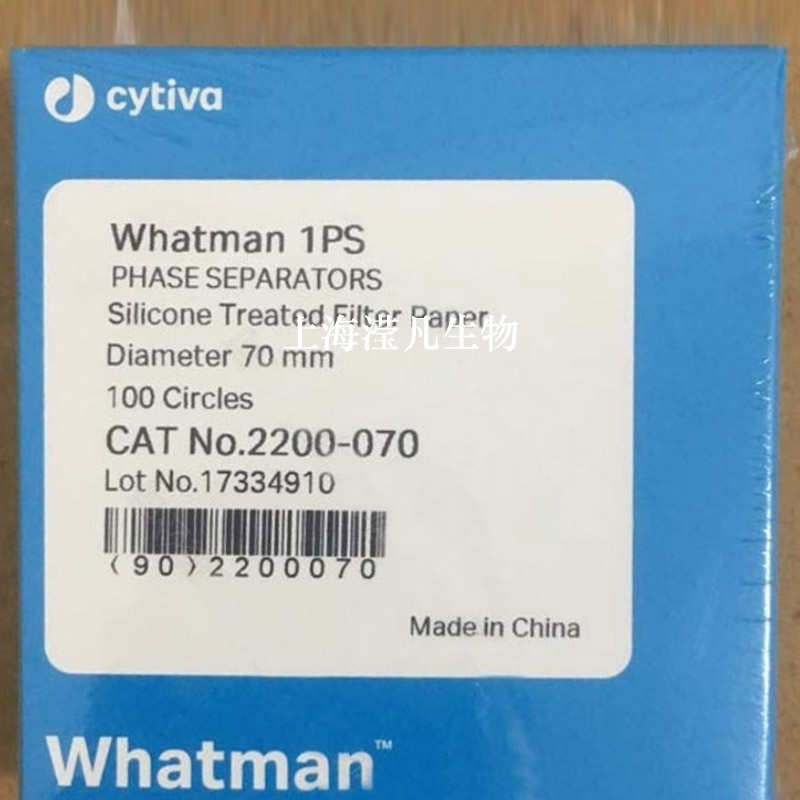 cytiva
Whatman 1PS
PHASE SEPARATORS
Silicone Treated Filter Paper
上海滢凡生物
Diameter 70 mm
100 Circles
CAT No.2200-070
Lot No.17334910
(90)2200070
Made in China
Whatman™